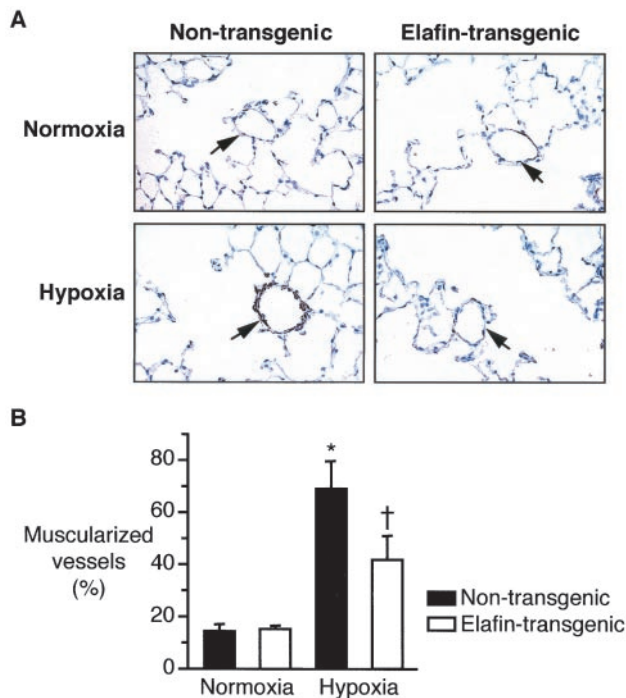 A
Non-transgenic Elafin-transgenic
Normoxia
Hypoxia
B
Muscularized
vessels
(%)
80
60
40
20
0
*
†
Normoxia Hypoxia
Non-transgenic
Elafin-transgenic